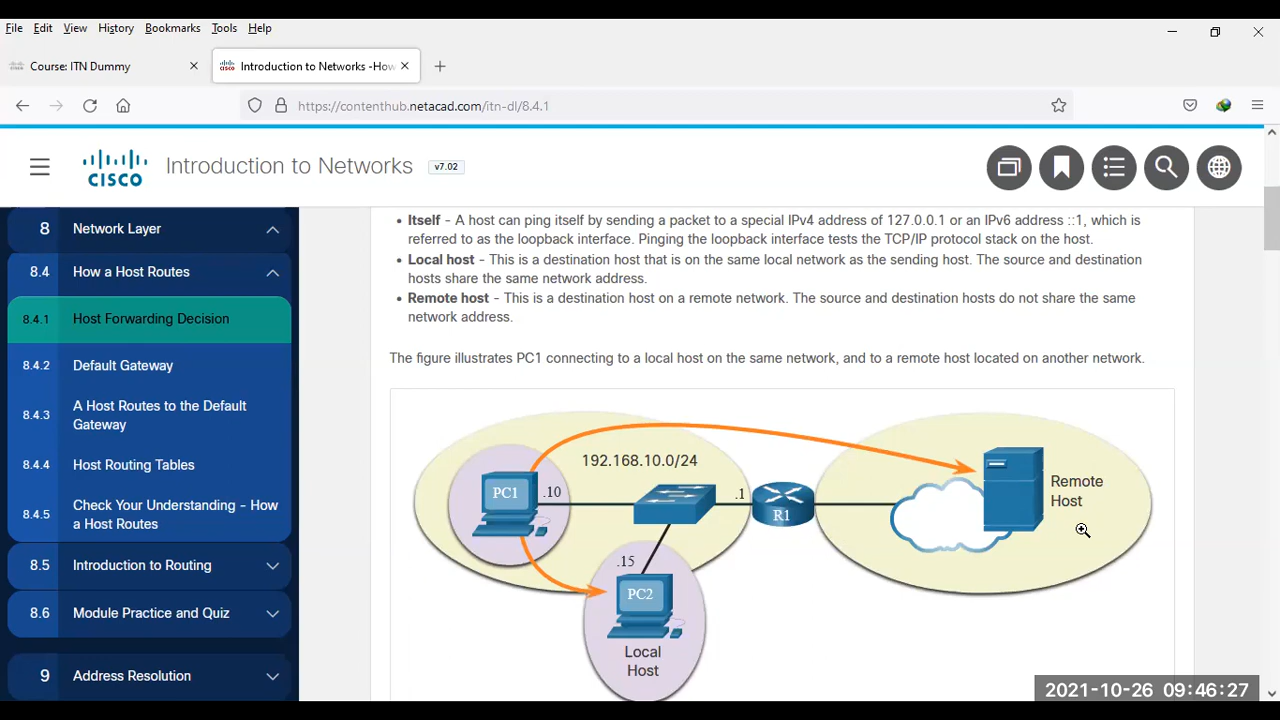 File Edit View History Bookmarks Tools Help
Course: ITN Dummy
Introduction to Networks -How
https://contenthub.netacad.com/itn-dl/8.4.1
CISCO
Introduction to Networks
v7.02
8 Network Layer
8.4 How a Host Routes
8.4.1 Host Forwarding Decision
8.4.2 Default Gateway
8.4.3 A Host Routes to the Default
Gateway
8.4.4 Host Routing Tables
8.4.5 Check Your Understanding - How
a Host Routes
8.5 Introduction to Routing
8.6 Module Practice and Quiz
9 Address Resolution
• Itself - A host can ping itself by sending a packet to a special IPv4 address of 127.0.0.1 or an IPv6 address ::1, which is
referred to as the loopback interface. Pinging the loopback interface tests the TCP/IP protocol stack on the host.
• Local host - This is a destination host that is on the same local network as the sending host. The source and destination
hosts share the same network address.
• Remote host - This is a destination host on a remote network. The source and destination hosts do not share the same
network address.
The figure illustrates PC1 connecting to a local host on the same network, and to a remote host located on another network.
192.168.10.0/24
PC1
.10
.1
R1
Remote
Host
.15
PC2
Local
Host
2021-10-26 09:46:27